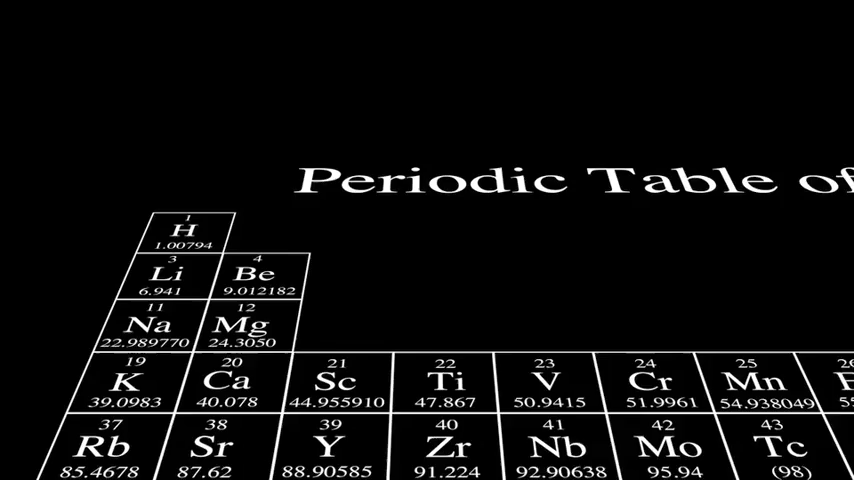 Periodic Table of
1
H
1.00794
3 4
Li Be
6.941 9.012182
11 12
Na Mg
22.989770 24.3050
19 20 21 22 23 24 25
K Ca Sc Ti V Cr Mn
39.0983 40.078 44.955910 47.867 50.9415 51.9961 54.938049
37 38 39 40 41 42 43
Rb Sr Y Zr Nb Mo Tc
85.4678 87.62 88.90585 91.224 92.90638 95.94 (98)